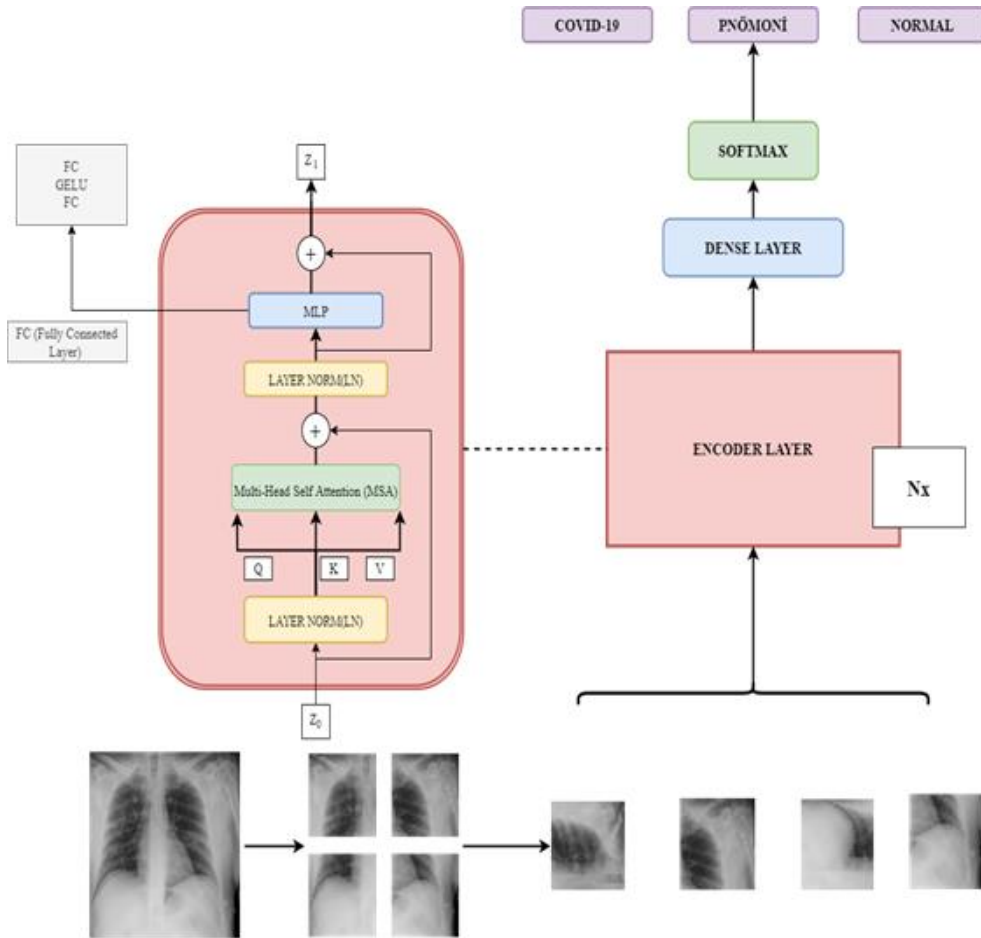 COVID-19
PNÖMONİ
NORMAL
SOFTMAX
DENSE LAYER
ENCODER LAYER
Nx
Z1
FC
GELU
FC
+
MLP
FC (Fully Connected
Layer)
LAYER NORM(LN)
+
Multi-Head Self Attention (MSA)
Q
K
V
LAYER NORM(LN)
Z0